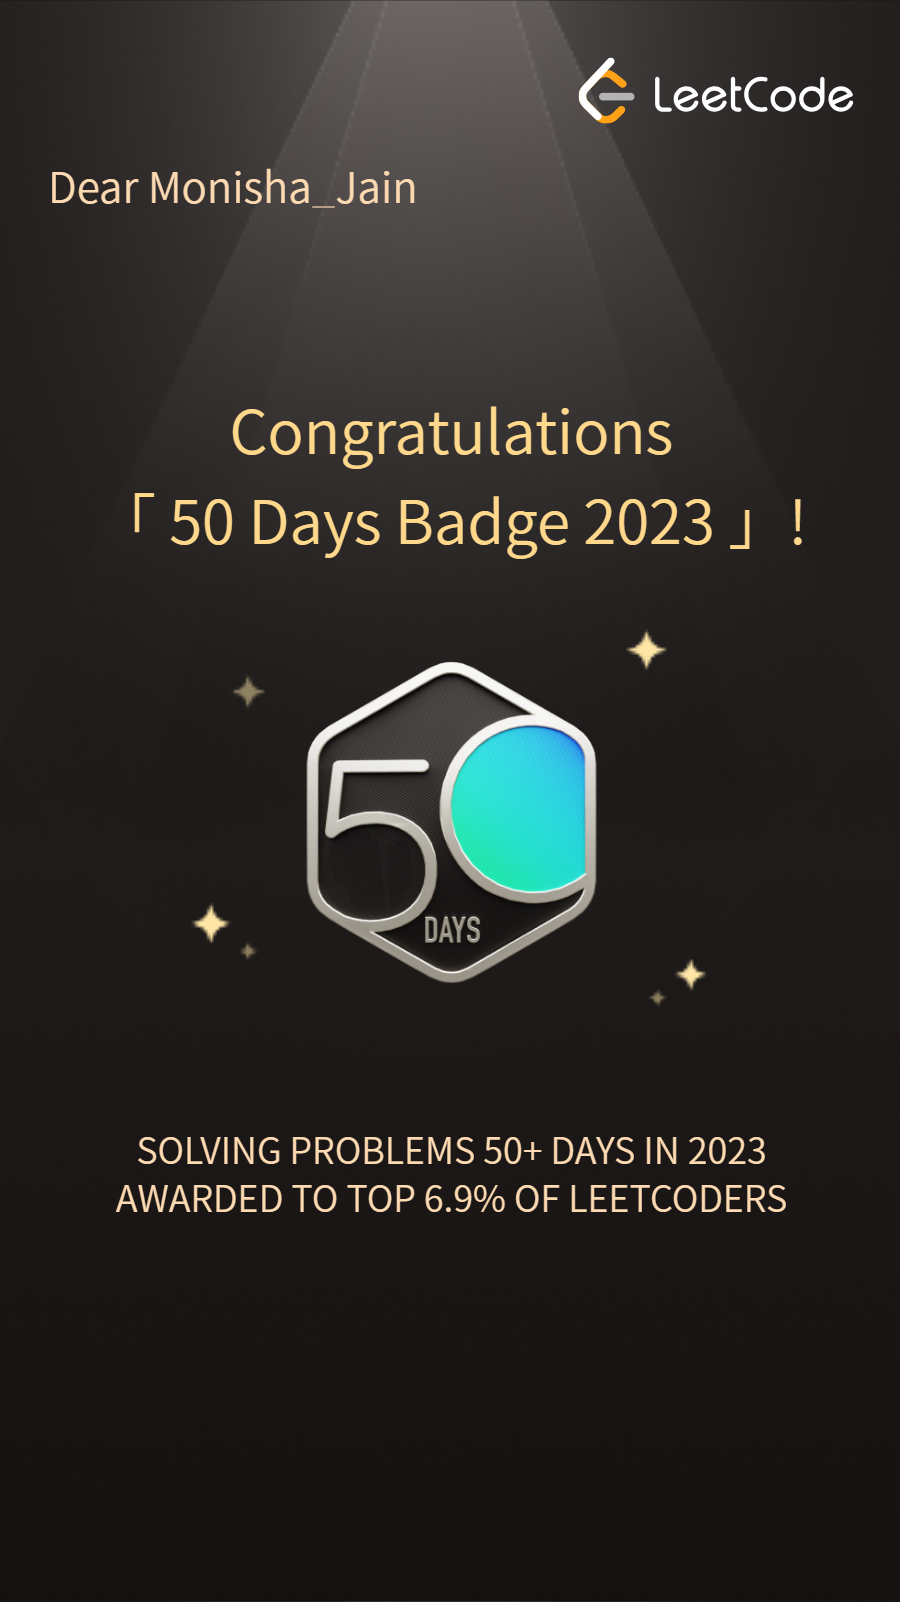 LeetCode
Dear Monisha_Jain
Congratulations
「 50 Days Badge 2023 」 !
50
DAYS
SOLVING PROBLEMS 50+ DAYS IN 2023
AWARDED TO TOP 6.9% OF LEETCODERS